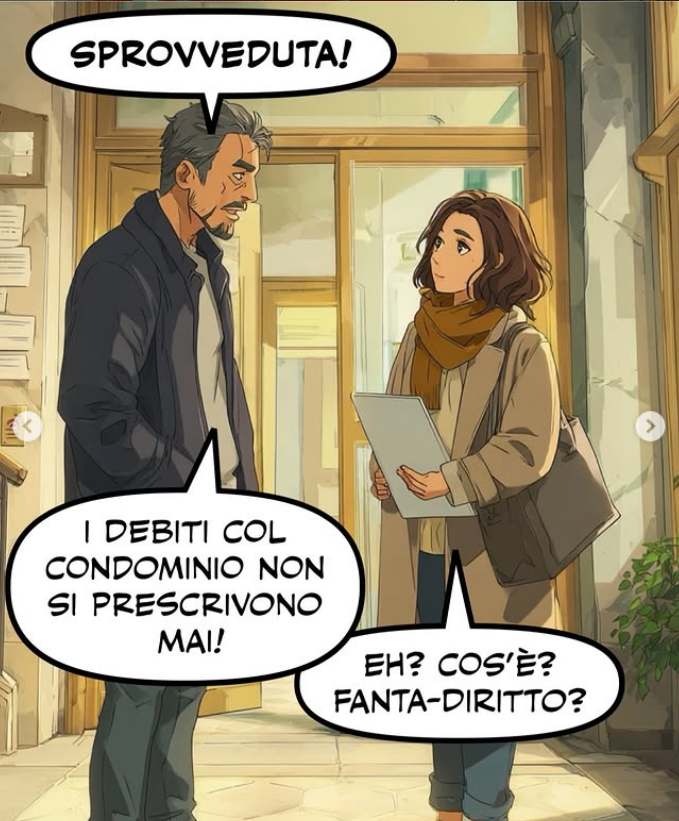 SPROVVEDUTA!
I DEBITI COL
CONDOMINIO NON
SI PRESCRIVONO
MAI!
EH? COS'È?
FANTA-DIRITTO?